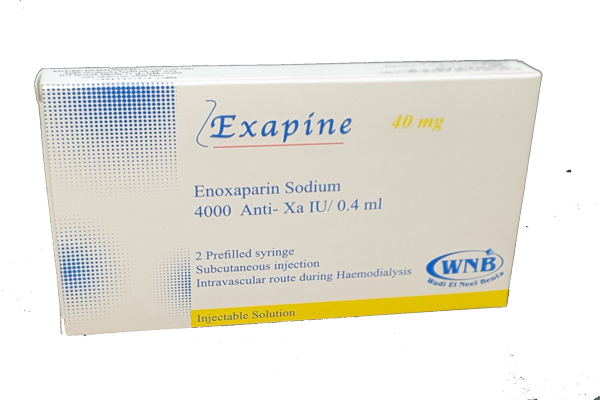 Exapine 40 mg
Enoxaparin Sodium
4000 Anti- Xa IU/ 0.4 ml
2 Prefilled syringe
Subcutaneous injection
Intravascular route during Haemodialysis
WNB
Wadi El Neel Benta
Injectable Solution